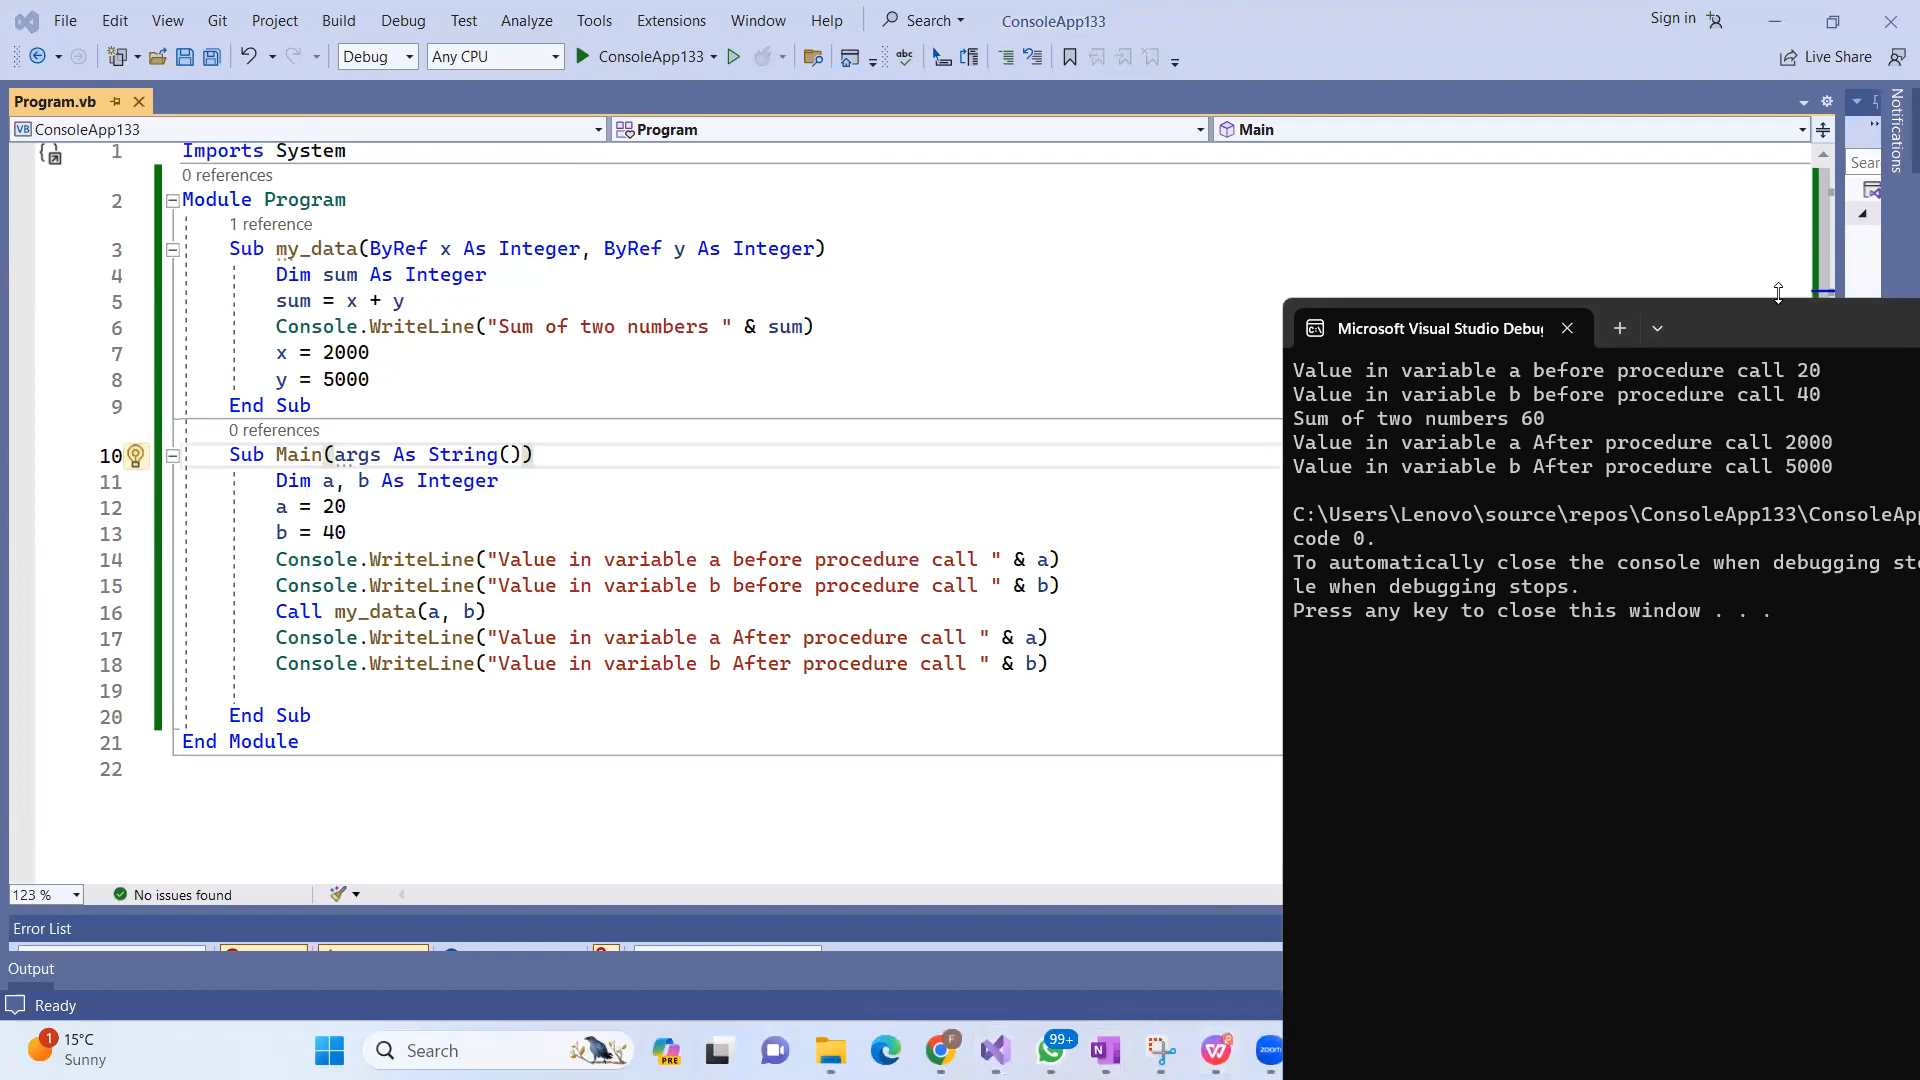 File Edit View Git Project Build Debug Test Analyze Tools Extensions Window Help Search ConsoleApp133 Sign in
Debug Any CPU ConsoleApp133 Live Share
Program.vb
ConsoleApp133 Program Main
Notifications
1 Imports System
0 references
2 Module Program
1 reference
3 Sub my_data(ByRef x As Integer, ByRef y As Integer)
4 Dim sum As Integer
5 sum = x + y
6 Console.WriteLine("Sum of two numbers " & sum)
7 x = 2000
8 y = 5000
9 End Sub
0 references
10 Sub Main(args As String())
11 Dim a, b As Integer
12 a = 20
13 b = 40
14 Console.WriteLine("Value in variable a before procedure call " & a)
15 Console.WriteLine("Value in variable b before procedure call " & b)
16 Call my_data(a, b)
17 Console.WriteLine("Value in variable a After procedure call " & a)
18 Console.WriteLine("Value in variable b After procedure call " & b)
19
20 End Sub
21 End Module
22
Microsoft Visual Studio Debu
Value in variable a before procedure call 20
Value in variable b before procedure call 40
Sum of two numbers 60
Value in variable a After procedure call 2000
Value in variable b After procedure call 5000
C:\Users\Lenovo\source\repos\ConsoleApp133\ConsoleAp
code 0.
To automatically close the console when debugging sto
le when debugging stops.
Press any key to close this window . . .
123 % No issues found
Error List
Output
Ready
1 15°C
Sunny
Search
PRE
99+
zoom